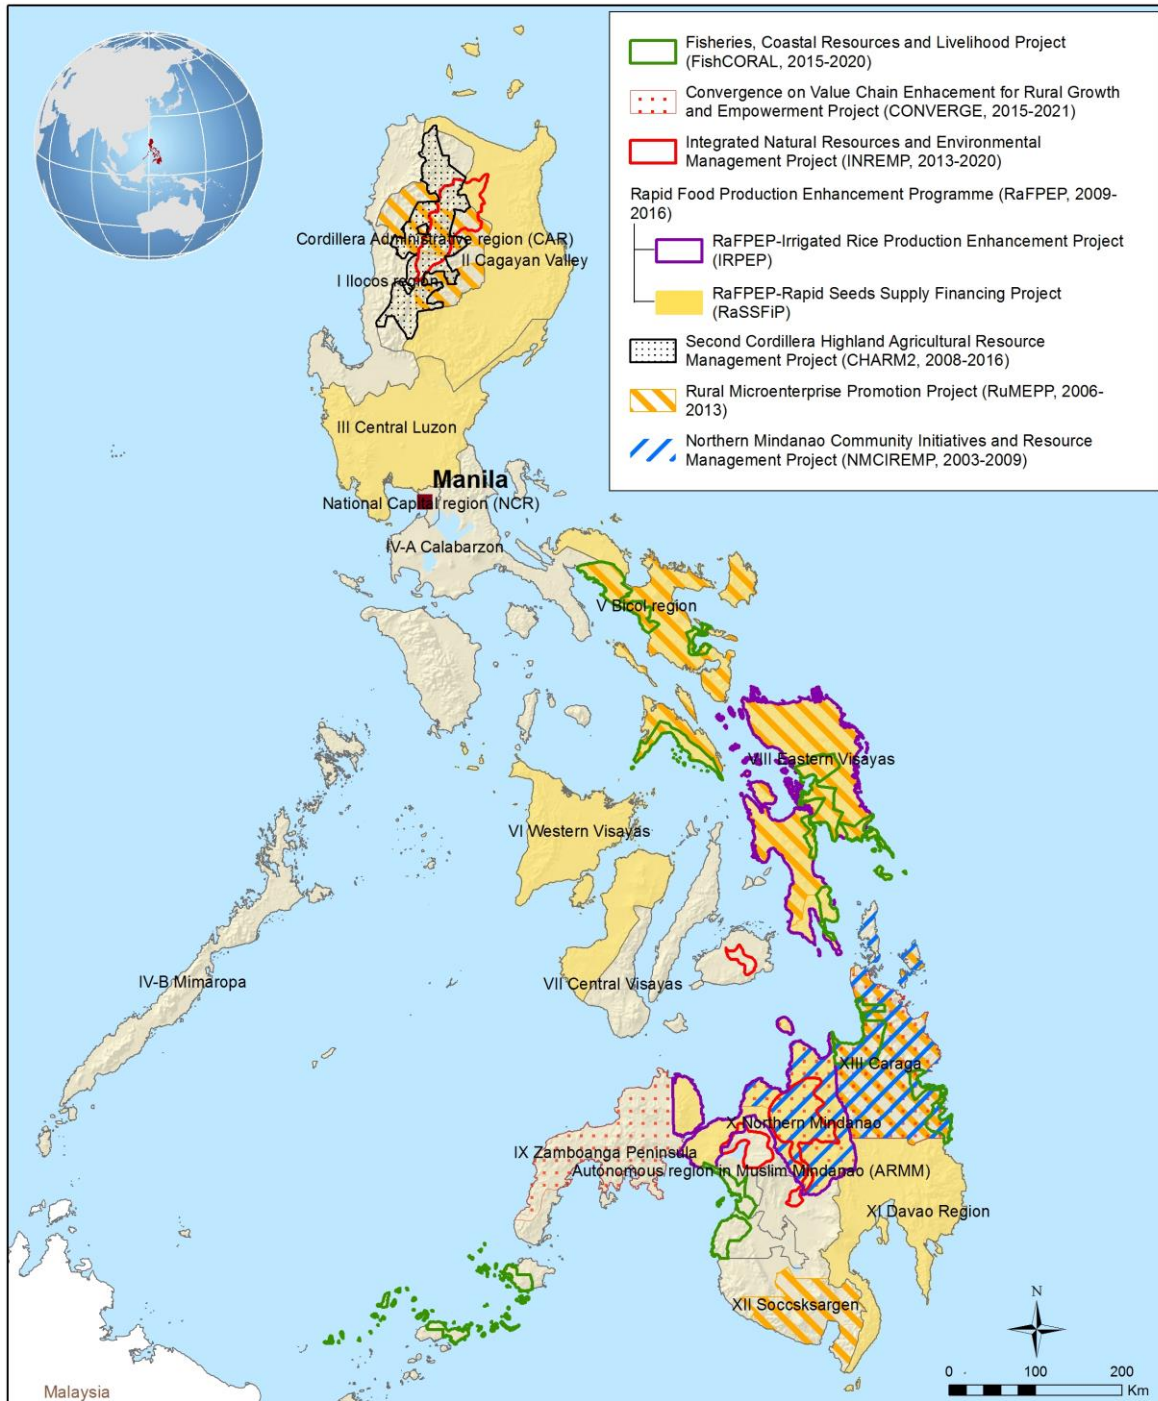 Fisheries, Coastal Resources and Livelihood Project
(FishCORAL, 2015-2020)
Convergence on Value Chain Enhacement for Rural Growth
and Empowerment Project (CONVERGE, 2015-2021)
Integrated Natural Resources and Environmental
Management Project (INREMP, 2013-2020)
Rapid Food Production Enhancement Programme (RaFPEP, 2009-
2016)
RaFPEP-Irrigated Rice Production Enhancement Project
(IRPEP)
RaFPEP-Rapid Seeds Supply Financing Project
(RaSSFiP)
Second Cordillera Highland Agricultural Resource
Management Project (CHARM2, 2008-2016)
Rural Microenterprise Promotion Project (RuMEPP, 2006-
2013)
Northern Mindanao Community Initiatives and Resource
Management Project (NMCIREMP, 2003-2009)
Cordillera Administrative region (CAR)
II Cagayan Valley
I Ilocos region
III Central Luzon
Manila
National Capital region (NCR)
IV-A Calabarzon
V Bicol region
VIII Eastern Visayas
VI Western Visayas
IV-B Mimaropa
VII Central Visayas
XIII Caraga
X Northern Mindanao
IX Zamboanga Peninsula
Autonomous region in Muslim Mindanao (ARMM)
XI Davao Region
XII Soccsksargen
N
0 100 200
Km
Malaysia